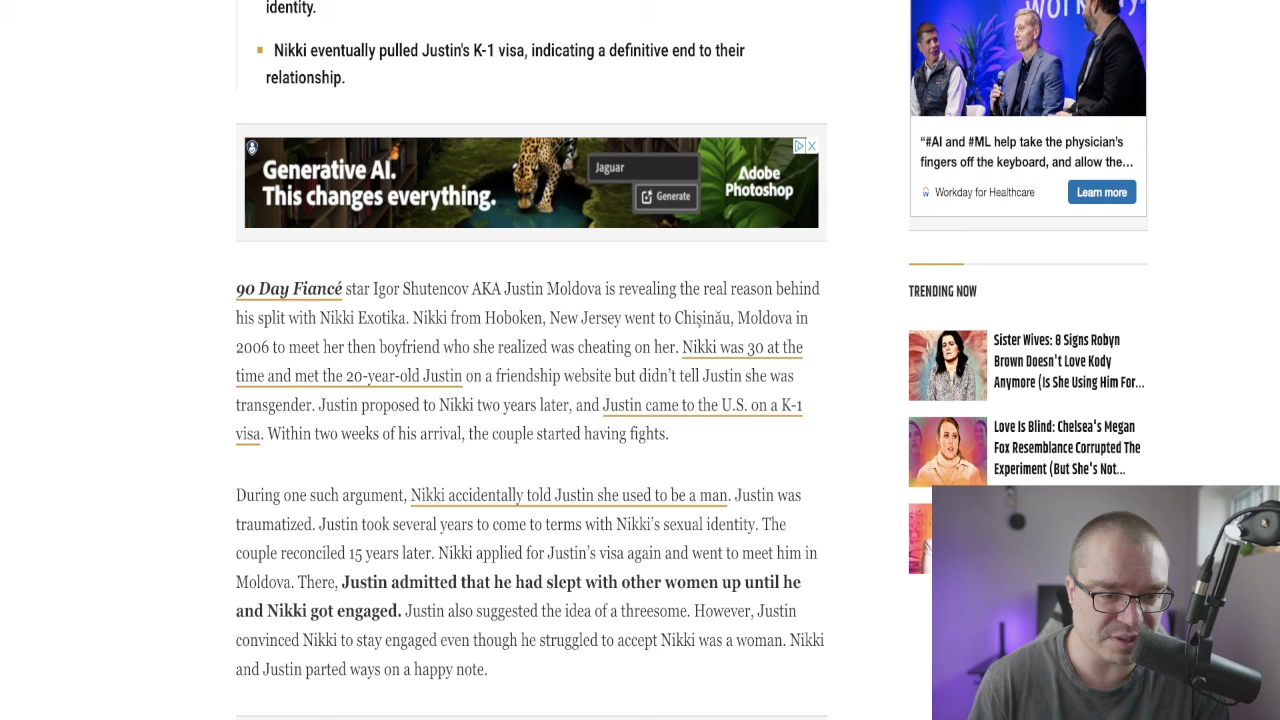 identity.
Nikki eventually pulled Justin's K-1 visa, indicating a definitive end to their
relationship.
Generative AI.
This changes everything.
Jaguar
Generate
Adobe
Photoshop
90 Day Fiancé star Igor Shutencov AKA Justin Moldova is revealing the real reason behind
his split with Nikki Exotika. Nikki from Hoboken, New Jersey went to Chişinău, Moldova in
2006 to meet her then boyfriend who she realized was cheating on her. Nikki was 30 at the
time and met the 20-year-old Justin on a friendship website but didn’t tell Justin she was
transgender. Justin proposed to Nikki two years later, and Justin came to the U.S. on a K-1
visa. Within two weeks of his arrival, the couple started having fights.
During one such argument, Nikki accidentally told Justin she used to be a man. Justin was
traumatized. Justin took several years to come to terms with Nikki’s sexual identity. The
couple reconciled 15 years later. Nikki applied for Justin’s visa again and went to meet him in
Moldova. There, Justin admitted that he had slept with other women up until he
and Nikki got engaged. Justin also suggested the idea of a threesome. However, Justin
convinced Nikki to stay engaged even though he struggled to accept Nikki was a woman. Nikki
and Justin parted ways on a happy note.
workday
“#AI and #ML help take the physician’s
fingers off the keyboard, and allow the...
Workday for Healthcare
Learn more
TRENDING NOW
Sister Wives: 8 Signs Robyn
Brown Doesn't Love Kody
Anymore (Is She Using Him For...
Love Is Blind: Chelsea's Megan
Fox Resemblance Corrupted The
Experiment (But She's Not...